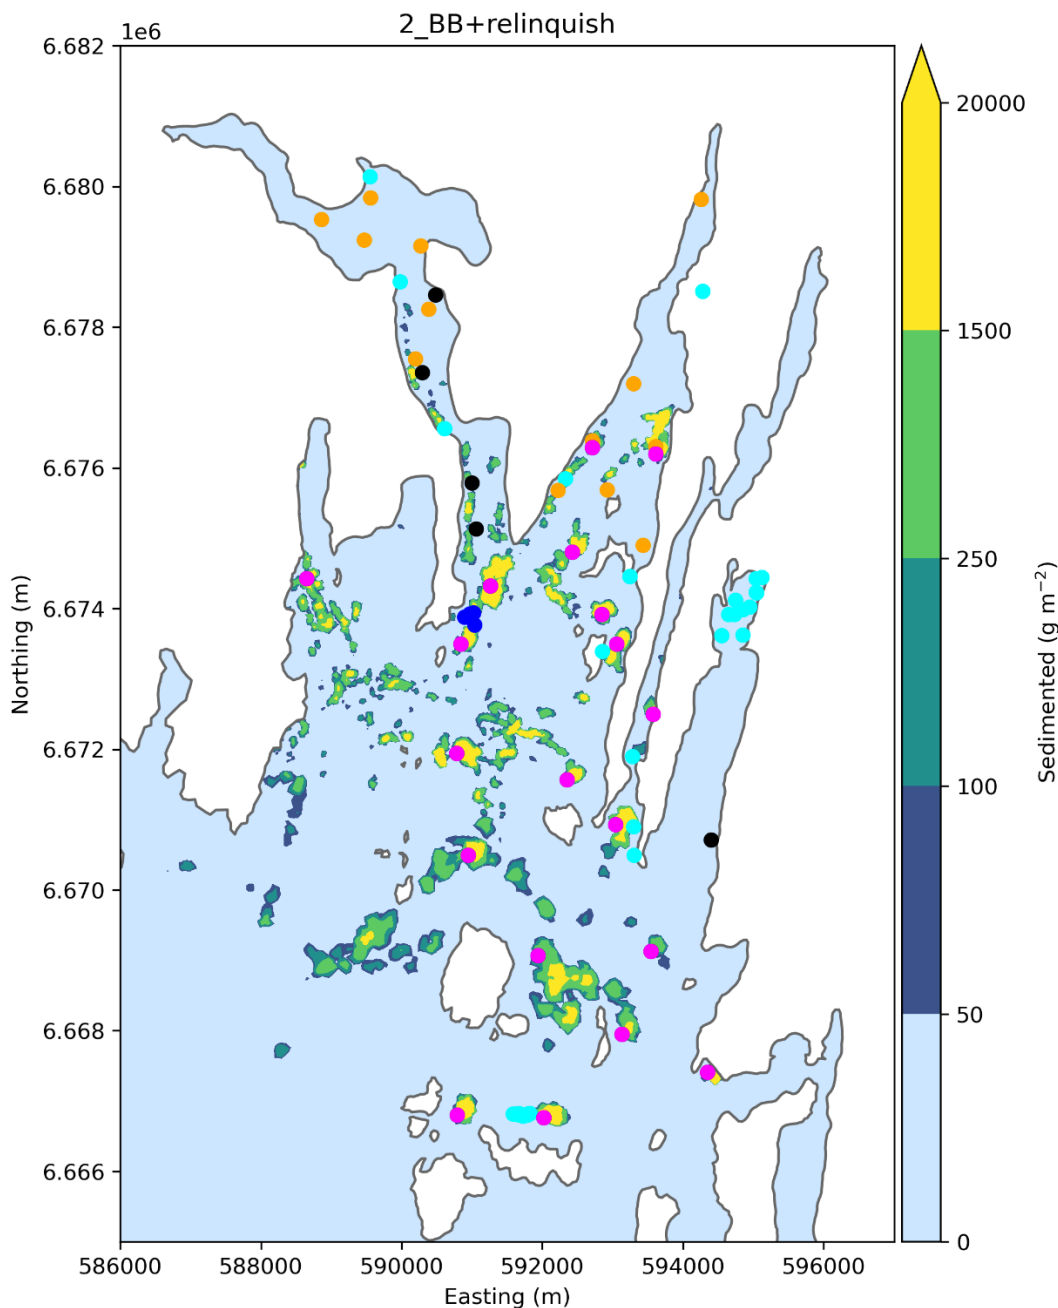 2_BB+relinquish
1e6
6.682
6.680
6.678
6.676
6.674
6.672
6.670
6.668
6.666
Northing (m)
586000 588000 590000 592000 594000 596000
Easting (m)
20000
1500
250
100
50
0
Sedimented (g m⁻²)